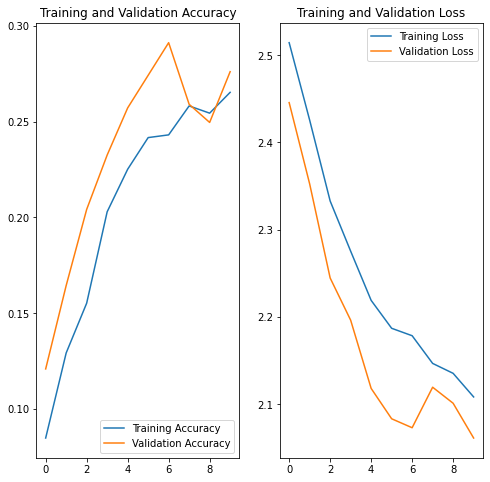 Training and Validation Accuracy
0.30
0.25
0.20
0.15
0.10
0 2 4 6 8
Training Accuracy
Validation Accuracy
Training and Validation Loss
2.5
2.4
2.3
2.2
2.1
0 2 4 6 8
Training Loss
Validation Loss